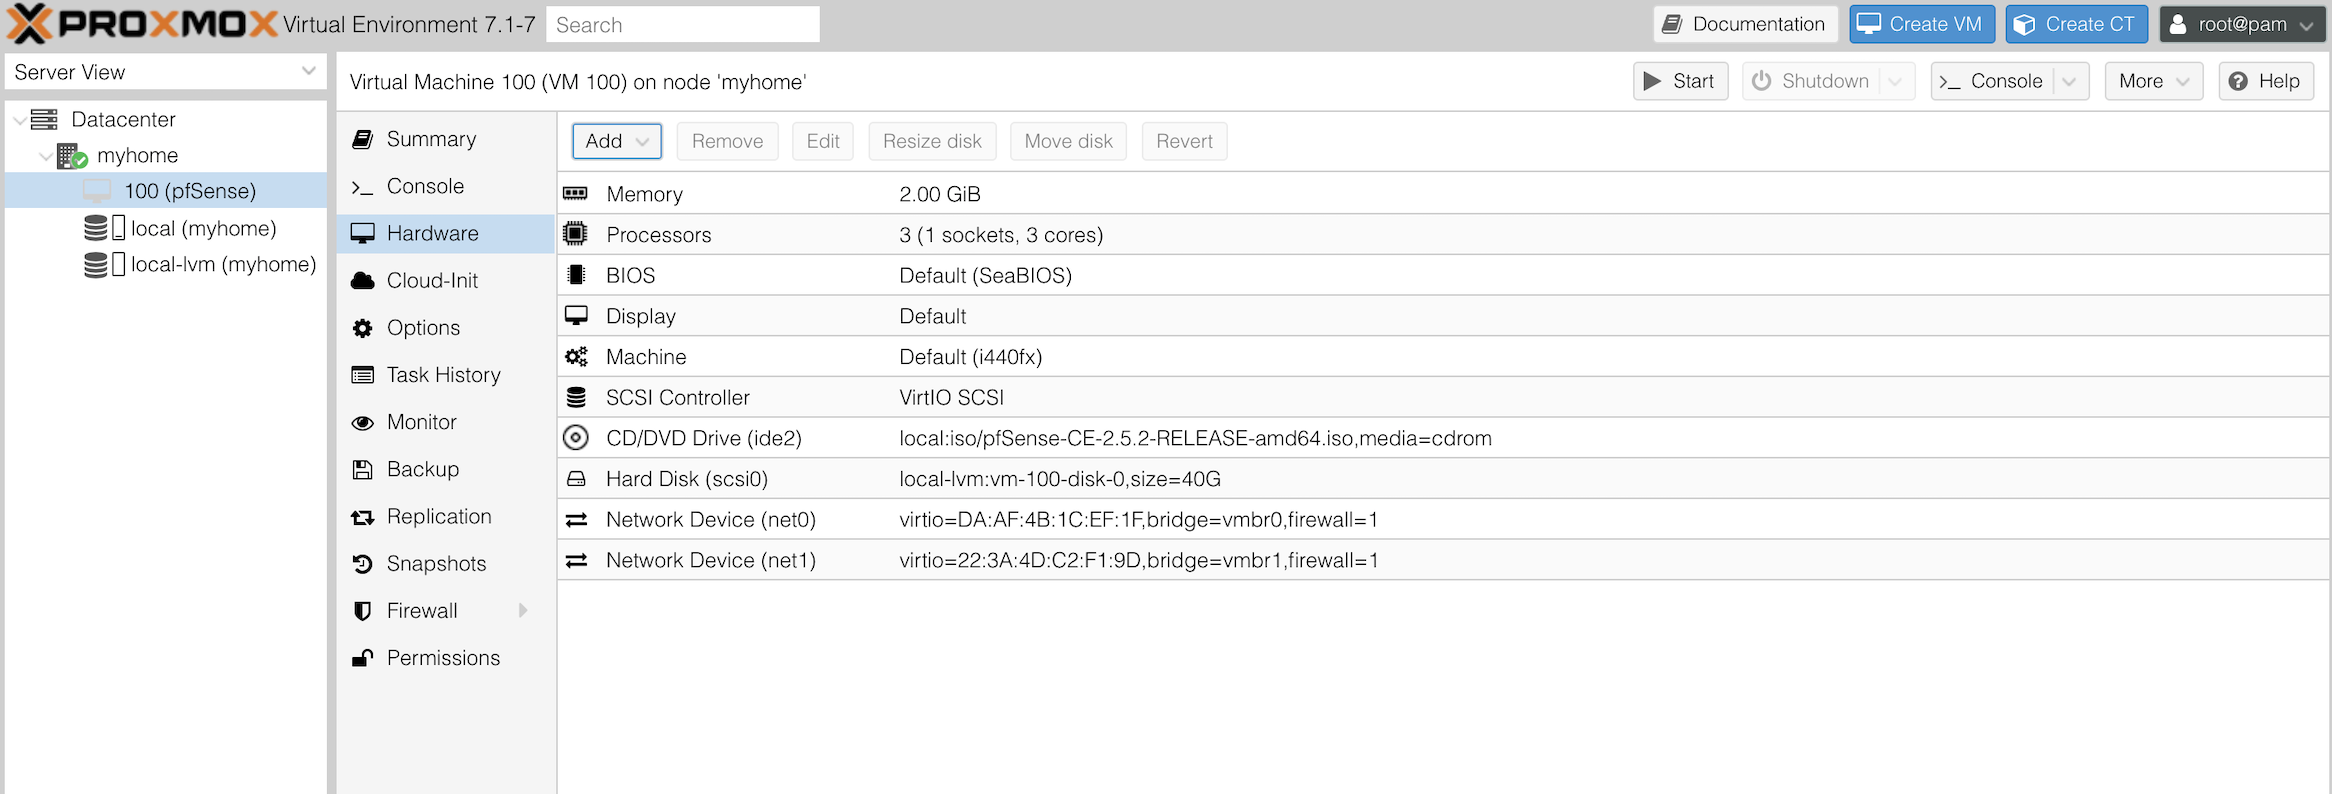 PROXMOX Virtual Environment 7.1-7 Search Documentation Create VM Create CT root@pam
Server View
Datacenter
myhome
100 (pfSense)
local (myhome)
local-lvm (myhome)
Virtual Machine 100 (VM 100) on node 'myhome' Start Shutdown >_ Console More Help
Summary
>_ Console
Hardware
Cloud-Init
Options
Task History
Monitor
Backup
Replication
Snapshots
Firewall
Permissions
Add Remove Edit Resize disk Move disk Revert
Memory 2.00 GiB
Processors 3 (1 sockets, 3 cores)
BIOS Default (SeaBIOS)
Display Default
Machine Default (i440fx)
SCSI Controller VirtIO SCSI
CD/DVD Drive (ide2) local:iso/pfSense-CE-2.5.2-RELEASE-amd64.iso,media=cdrom
Hard Disk (scsi0) local-lvm:vm-100-disk-0,size=40G
Network Device (net0) virtio=DA:AF:4B:1C:EF:1F,bridge=vmbr0,firewall=1
Network Device (net1) virtio=22:3A:4D:C2:F1:9D,bridge=vmbr1,firewall=1